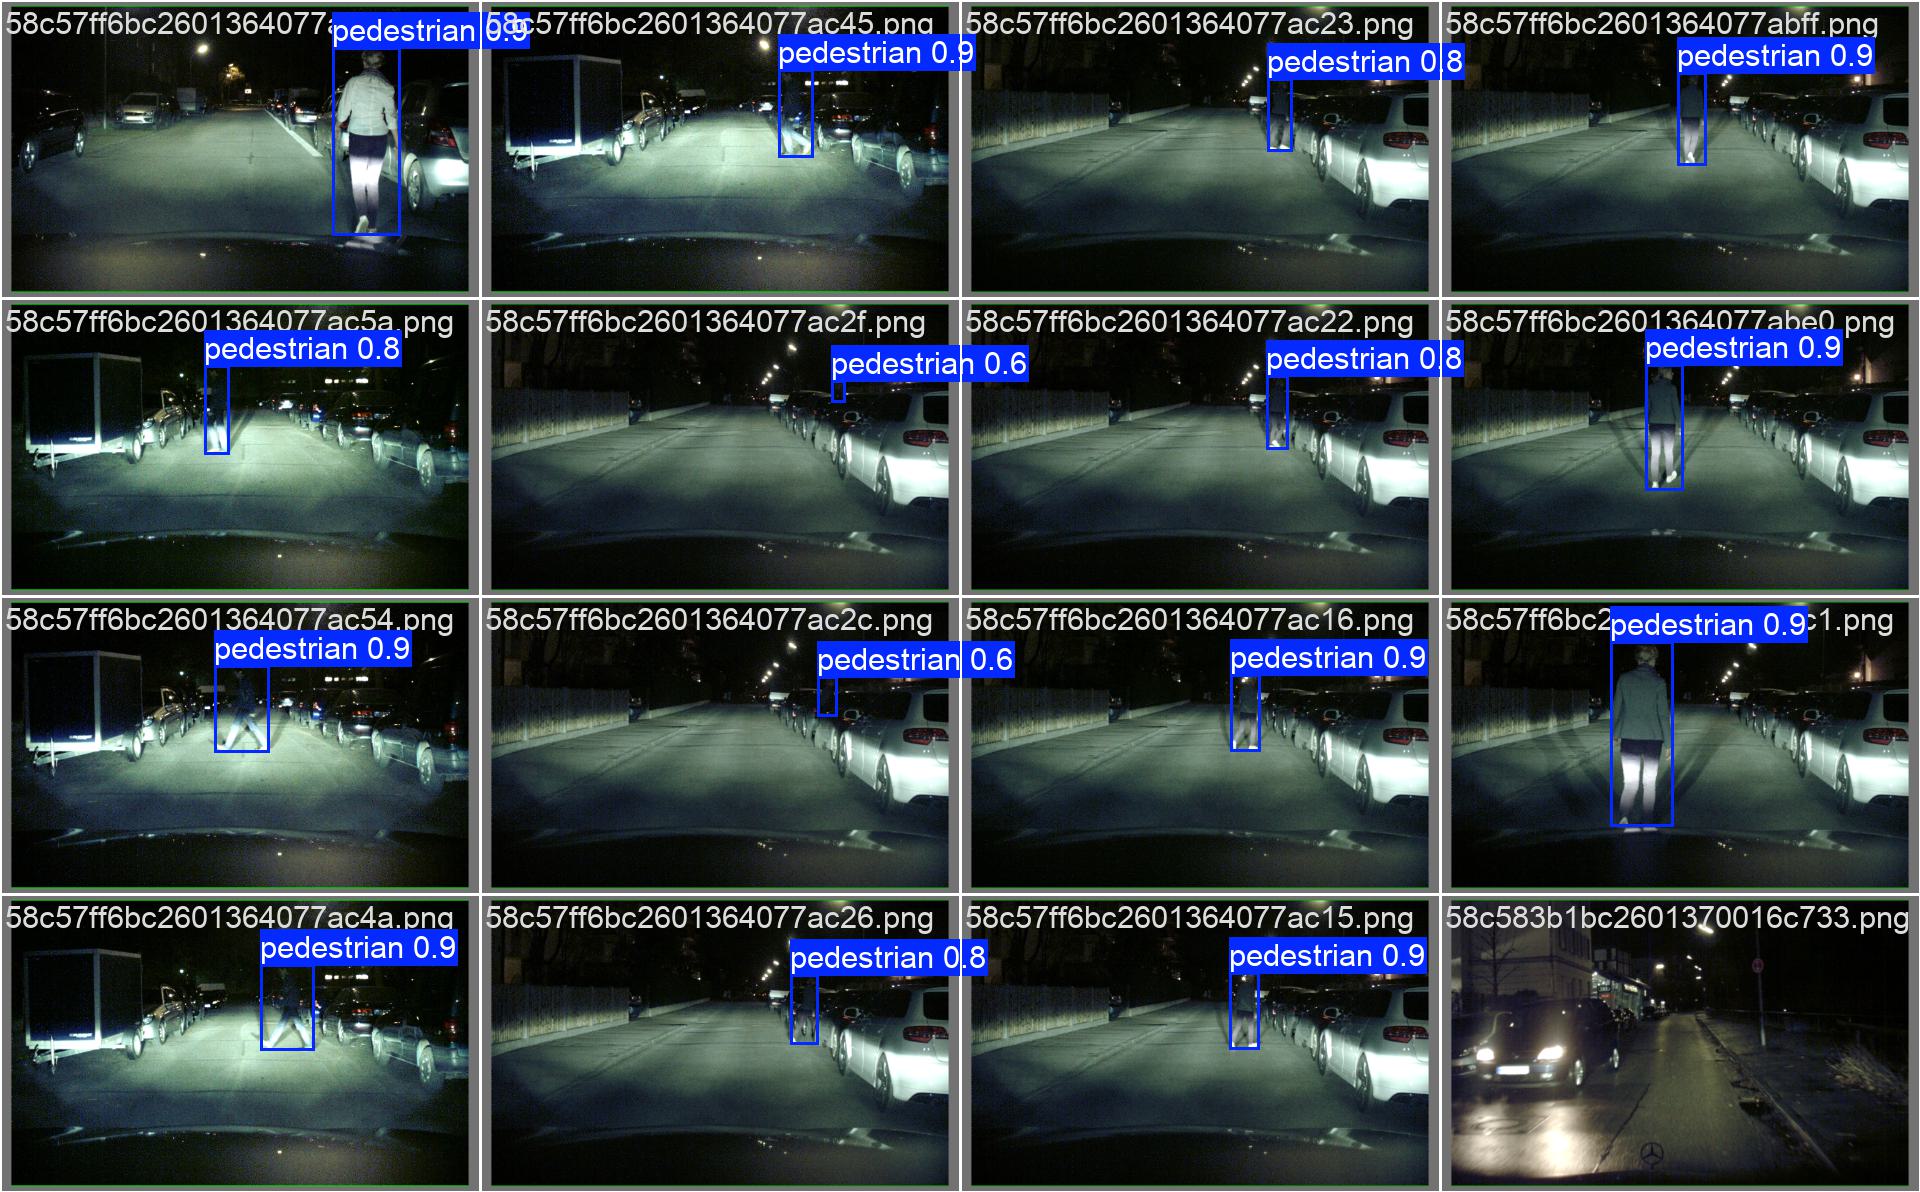 58c57ff6bc2601364077a
pedestrian 0.9
58c57ff6bc2601364077ac45.png
pedestrian 0.9
58c57ff6bc2601364077ac23.png
pedestrian 0.8
58c57ff6bc2601364077abff.png
pedestrian 0.9
58c57ff6bc2601364077ac5a.png
pedestrian 0.8
58c57ff6bc2601364077ac2f.png
pedestrian 0.6
58c57ff6bc2601364077ac22.png
pedestrian 0.8
58c57ff6bc2601364077abe0.png
pedestrian 0.9
58c57ff6bc2601364077ac54.png
pedestrian 0.9
58c57ff6bc2601364077ac2c.png
pedestrian 0.6
58c57ff6bc2601364077ac16.png
pedestrian 0.9
58c57ff6bc2 c1.png
pedestrian 0.9
58c57ff6bc2601364077ac4a.png
pedestrian 0.9
58c57ff6bc2601364077ac26.png
pedestrian 0.8
58c57ff6bc2601364077ac15.png
pedestrian 0.9
58c583b1bc2601370016c733.png